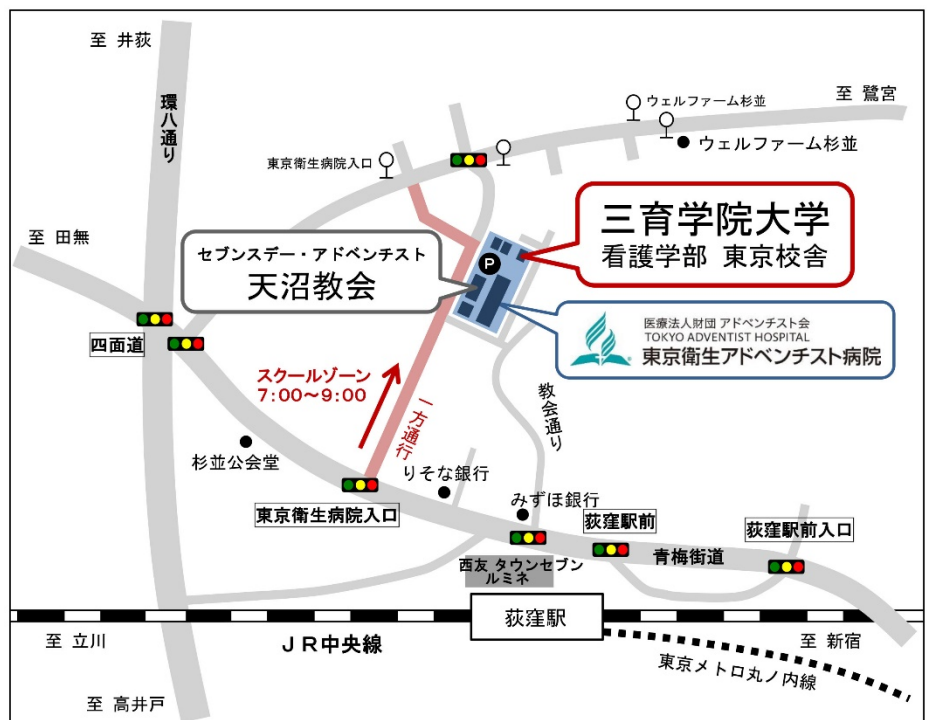 至 井荻
環八通り
ウェルファーム杉並
至 鷺宮
ウェルファーム杉並
東京衛生病院入口
三育学院大学
看護学部 東京校舎
至 田無
セブンスデー・アドベンチスト
天沼教会
P
医療法人財団 アドベンチスト会
TOKYO ADVENTIST HOSPITAL
東京衛生アドベンチスト病院
四面道
スクールゾーン
7:00～9:00
一方通行
教会通り
杉並公会堂
りそな銀行
東京衛生病院入口
みずほ銀行
荻窪駅前
荻窪駅前入口
青梅街道
西友 タウンセブン
ルミネ
荻窪駅
至 立川
ＪＲ中央線
至 新宿
東京メトロ丸ノ内線
至 高井戸